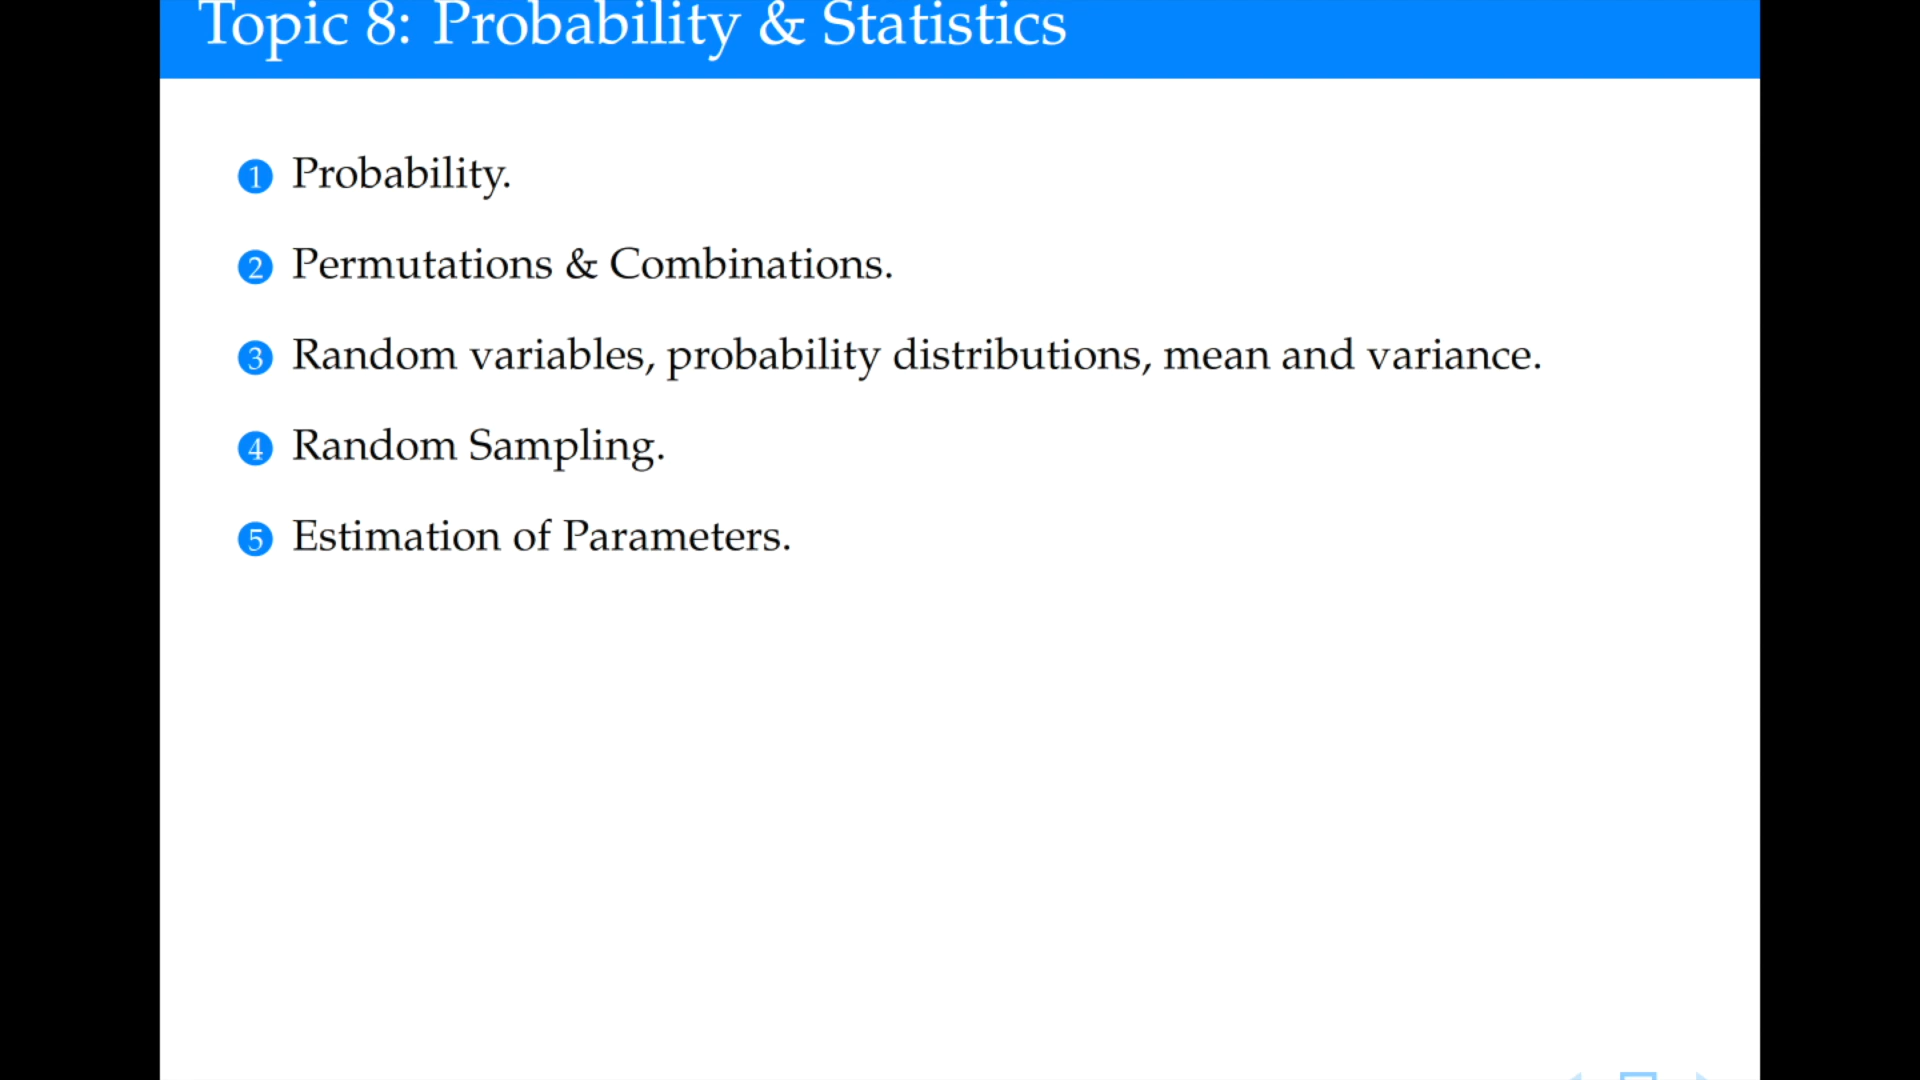 Topic 8: Probability & Statistics
1 Probability.
2 Permutations & Combinations.
3 Random variables, probability distributions, mean and variance.
4 Random Sampling.
5 Estimation of Parameters.